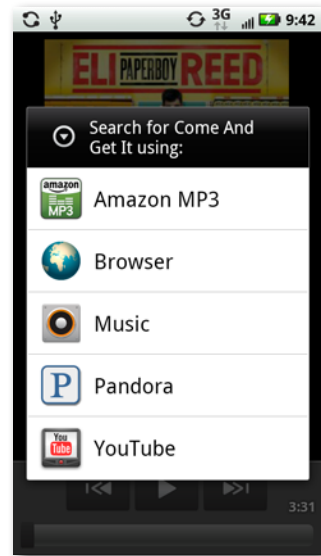 3G 9:42
ELI PAPERBOY REED
Search for Come And
Get It using:
amazon
MP3
Amazon MP3
Browser
Music
P
Pandora
You
Tube
YouTube
3:31